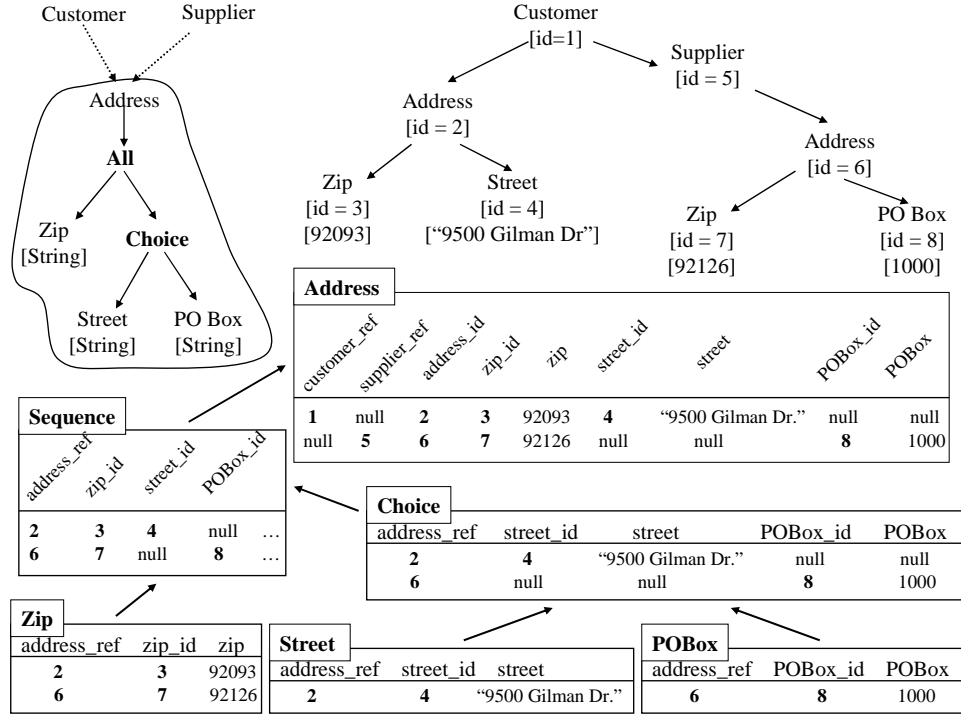 Customer Supplier
Address
All
Zip
[String]
Choice
Street
[String]
PO Box
[String]
Customer
[id=1]
Supplier
[id = 5]
Address
[id = 2]
Address
[id = 6]
Zip
[id = 3]
[92093]
Street
[id = 4]
[“9500 Gilman Dr”]
Zip
[id = 7]
[92126]
PO Box
[id = 8]
[1000]
Address
customer_ref supplier_ref address_id zip_id zip street_id street POBox_id POBox
1 null 2 3 92093 4 “9500 Gilman Dr.” null null
null 5 6 7 92126 null null 8 1000
Sequence
address_ref zip_id street_id POBox_id
2 3 4 null …
6 7 null 8 …
Choice
address_ref street_id street POBox_id POBox
2 4 “9500 Gilman Dr.” null null
6 null null 8 1000
Zip
address_ref zip_id zip
2 3 92093
6 7 92126
Street
address_ref street_id street
2 4 “9500 Gilman Dr.”
POBox
address_ref POBox_id POBox
6 8 1000